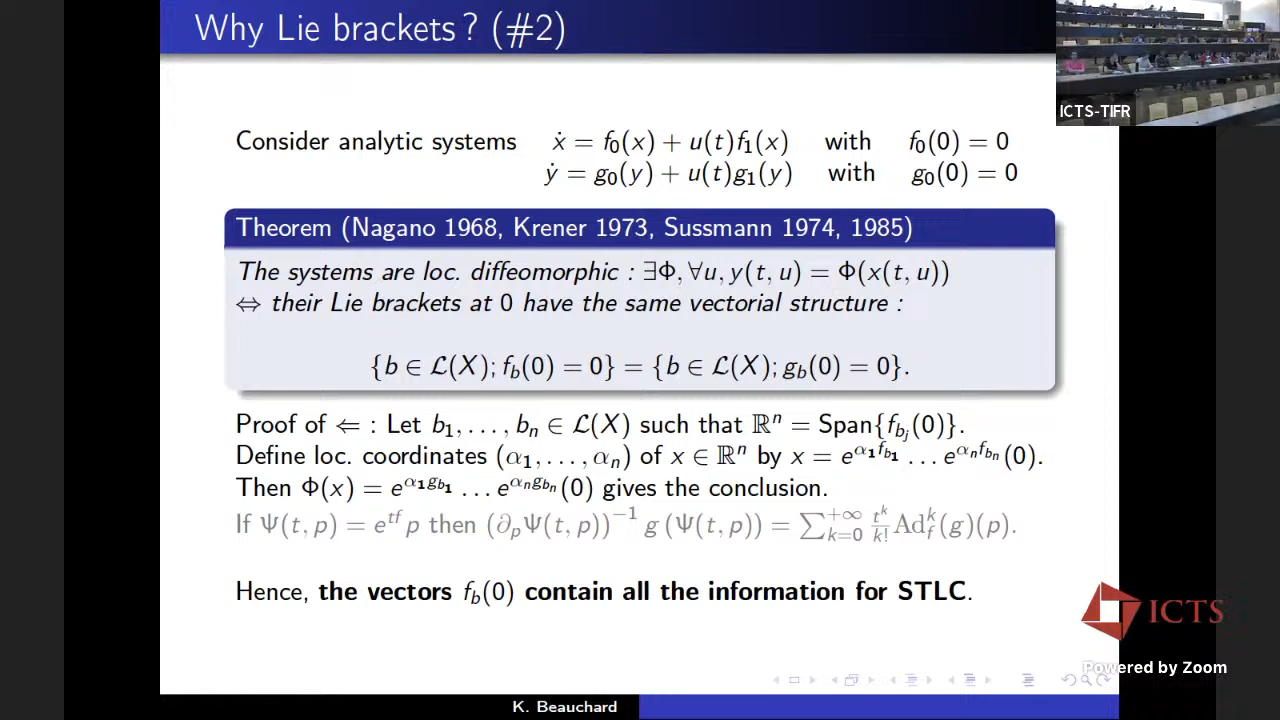 Why Lie brackets ? (#2)
ICTS-TIFR
Consider analytic systems ẋ = f₀(x) + u(t)f₁(x) with f₀(0) = 0
ẏ = g₀(y) + u(t)g₁(y) with g₀(0) = 0
Theorem (Nagano 1968, Krener 1973, Sussmann 1974, 1985)
The systems are loc. diffeomorphic : ∃Φ, ∀u, y(t, u) = Φ(x(t, u))
⇔ their Lie brackets at 0 have the same vectorial structure :
{b ∈ ℒ(X); f_b(0) = 0} = {b ∈ ℒ(X); g_b(0) = 0}.
Proof of ⇐ : Let b₁, . . . , bₙ ∈ ℒ(X) such that ℝⁿ = Span{f_{b_j}(0)}.
Define loc. coordinates (α₁, . . . , αₙ) of x ∈ ℝⁿ by x = e^{α₁f_{b₁}} . . . e^{αₙf_{bₙ}}(0).
Then Φ(x) = e^{α₁g_{b₁}} . . . e^{αₙg_{bₙ}}(0) gives the conclusion.
If Ψ(t, p) = e^{tf}p then (∂ₚΨ(t, p))⁻¹ g (Ψ(t, p)) = ∑_{k=0}^{+∞} t^k/k! Ad_f^k(g)(p).
Hence, the vectors f_b(0) contain all the information for STLC.
ICTS
Powered by Zoom
K. Beauchard